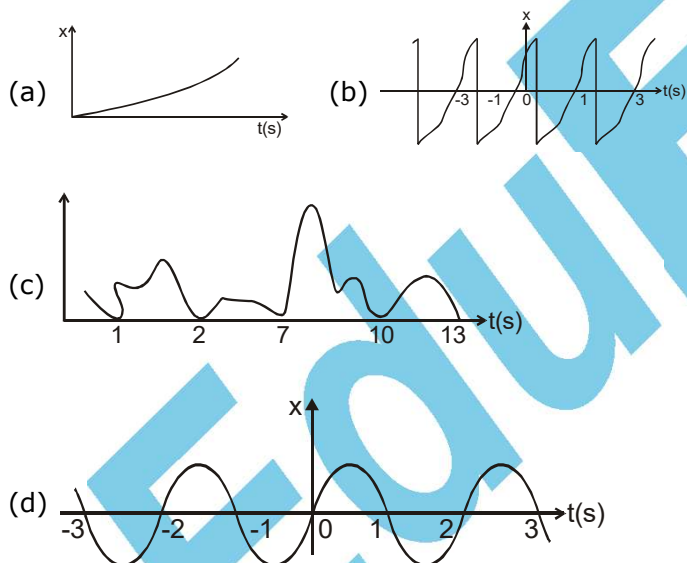 (a)
x
t(s)
(b)
x
-3 -1 0 1 3 t(s)
(c)
1 2 7 10 13 t(s)
(d)
x
-3 -2 -1 0 1 2 3 t(s)